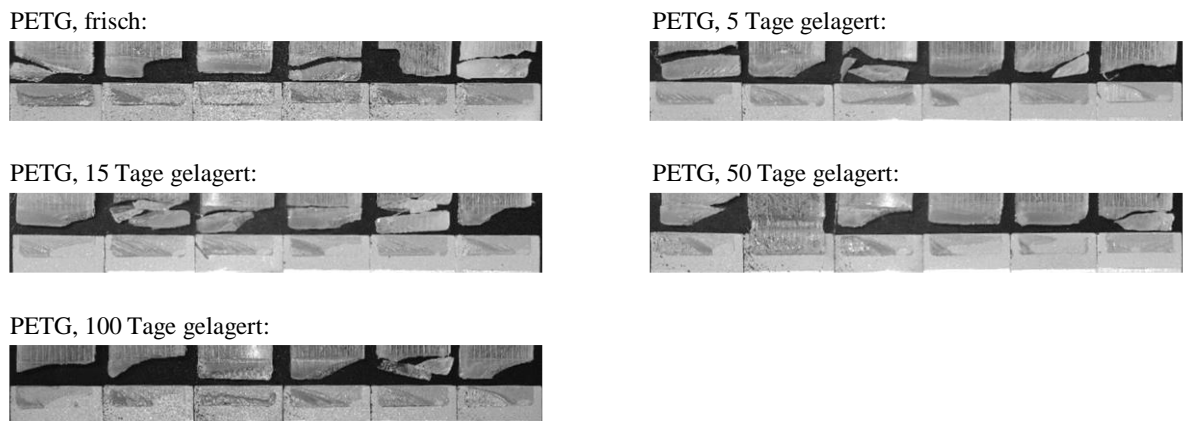 PETG, frisch:
PETG, 5 Tage gelagert:
PETG, 15 Tage gelagert:
PETG, 50 Tage gelagert:
PETG, 100 Tage gelagert: